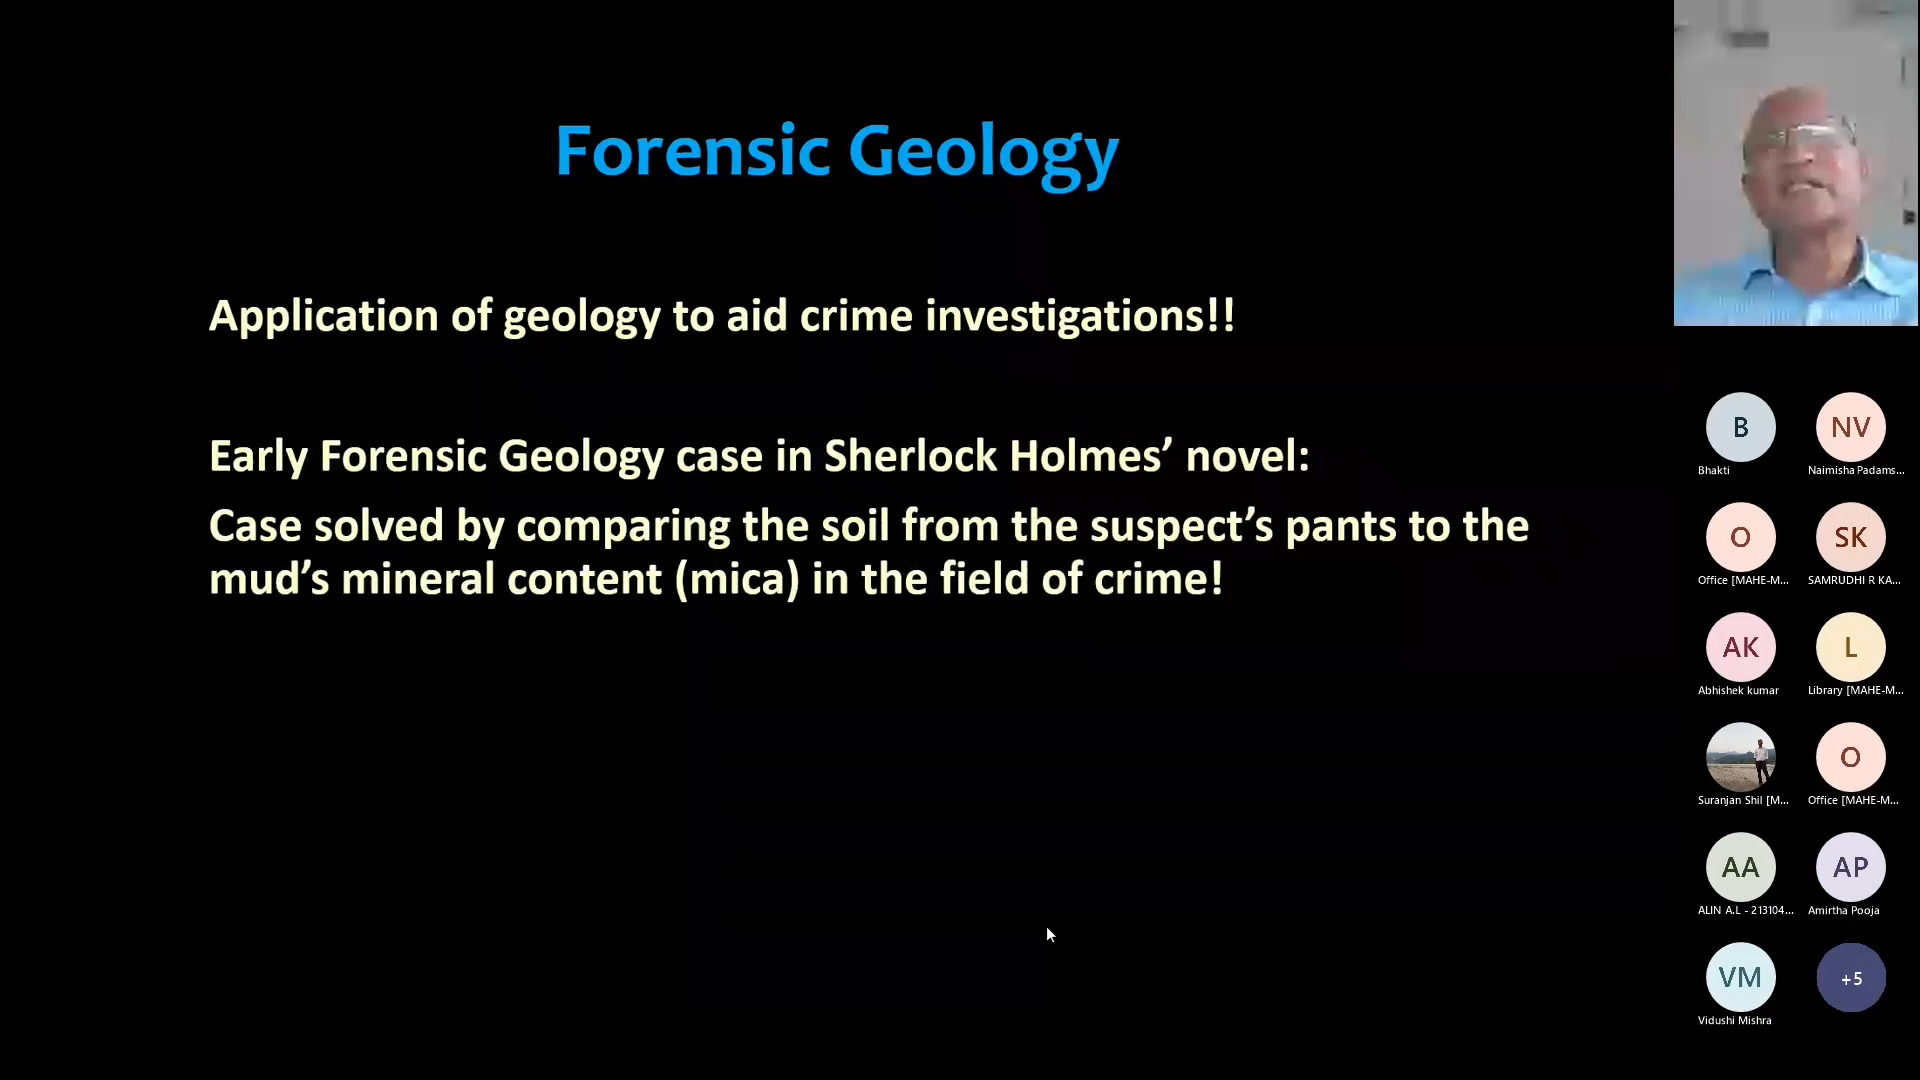 Forensic Geology
Application of geology to aid crime investigations!!
Early Forensic Geology case in Sherlock Holmes’ novel:
Case solved by comparing the soil from the suspect’s pants to the
mud’s mineral content (mica) in the field of crime!
B
NV
Bhakti
Naimisha Padams...
O
SK
Office [MAHE-M...
SAMRUDHI R KA...
AK
L
Abhishek kumar
Library [MAHE-M...
O
Suranjan Shil [M...
Office [MAHE-M...
AA
AP
ALIN A.L - 213104...
Amirtha Pooja
VM
+5
Vidushi Mishra